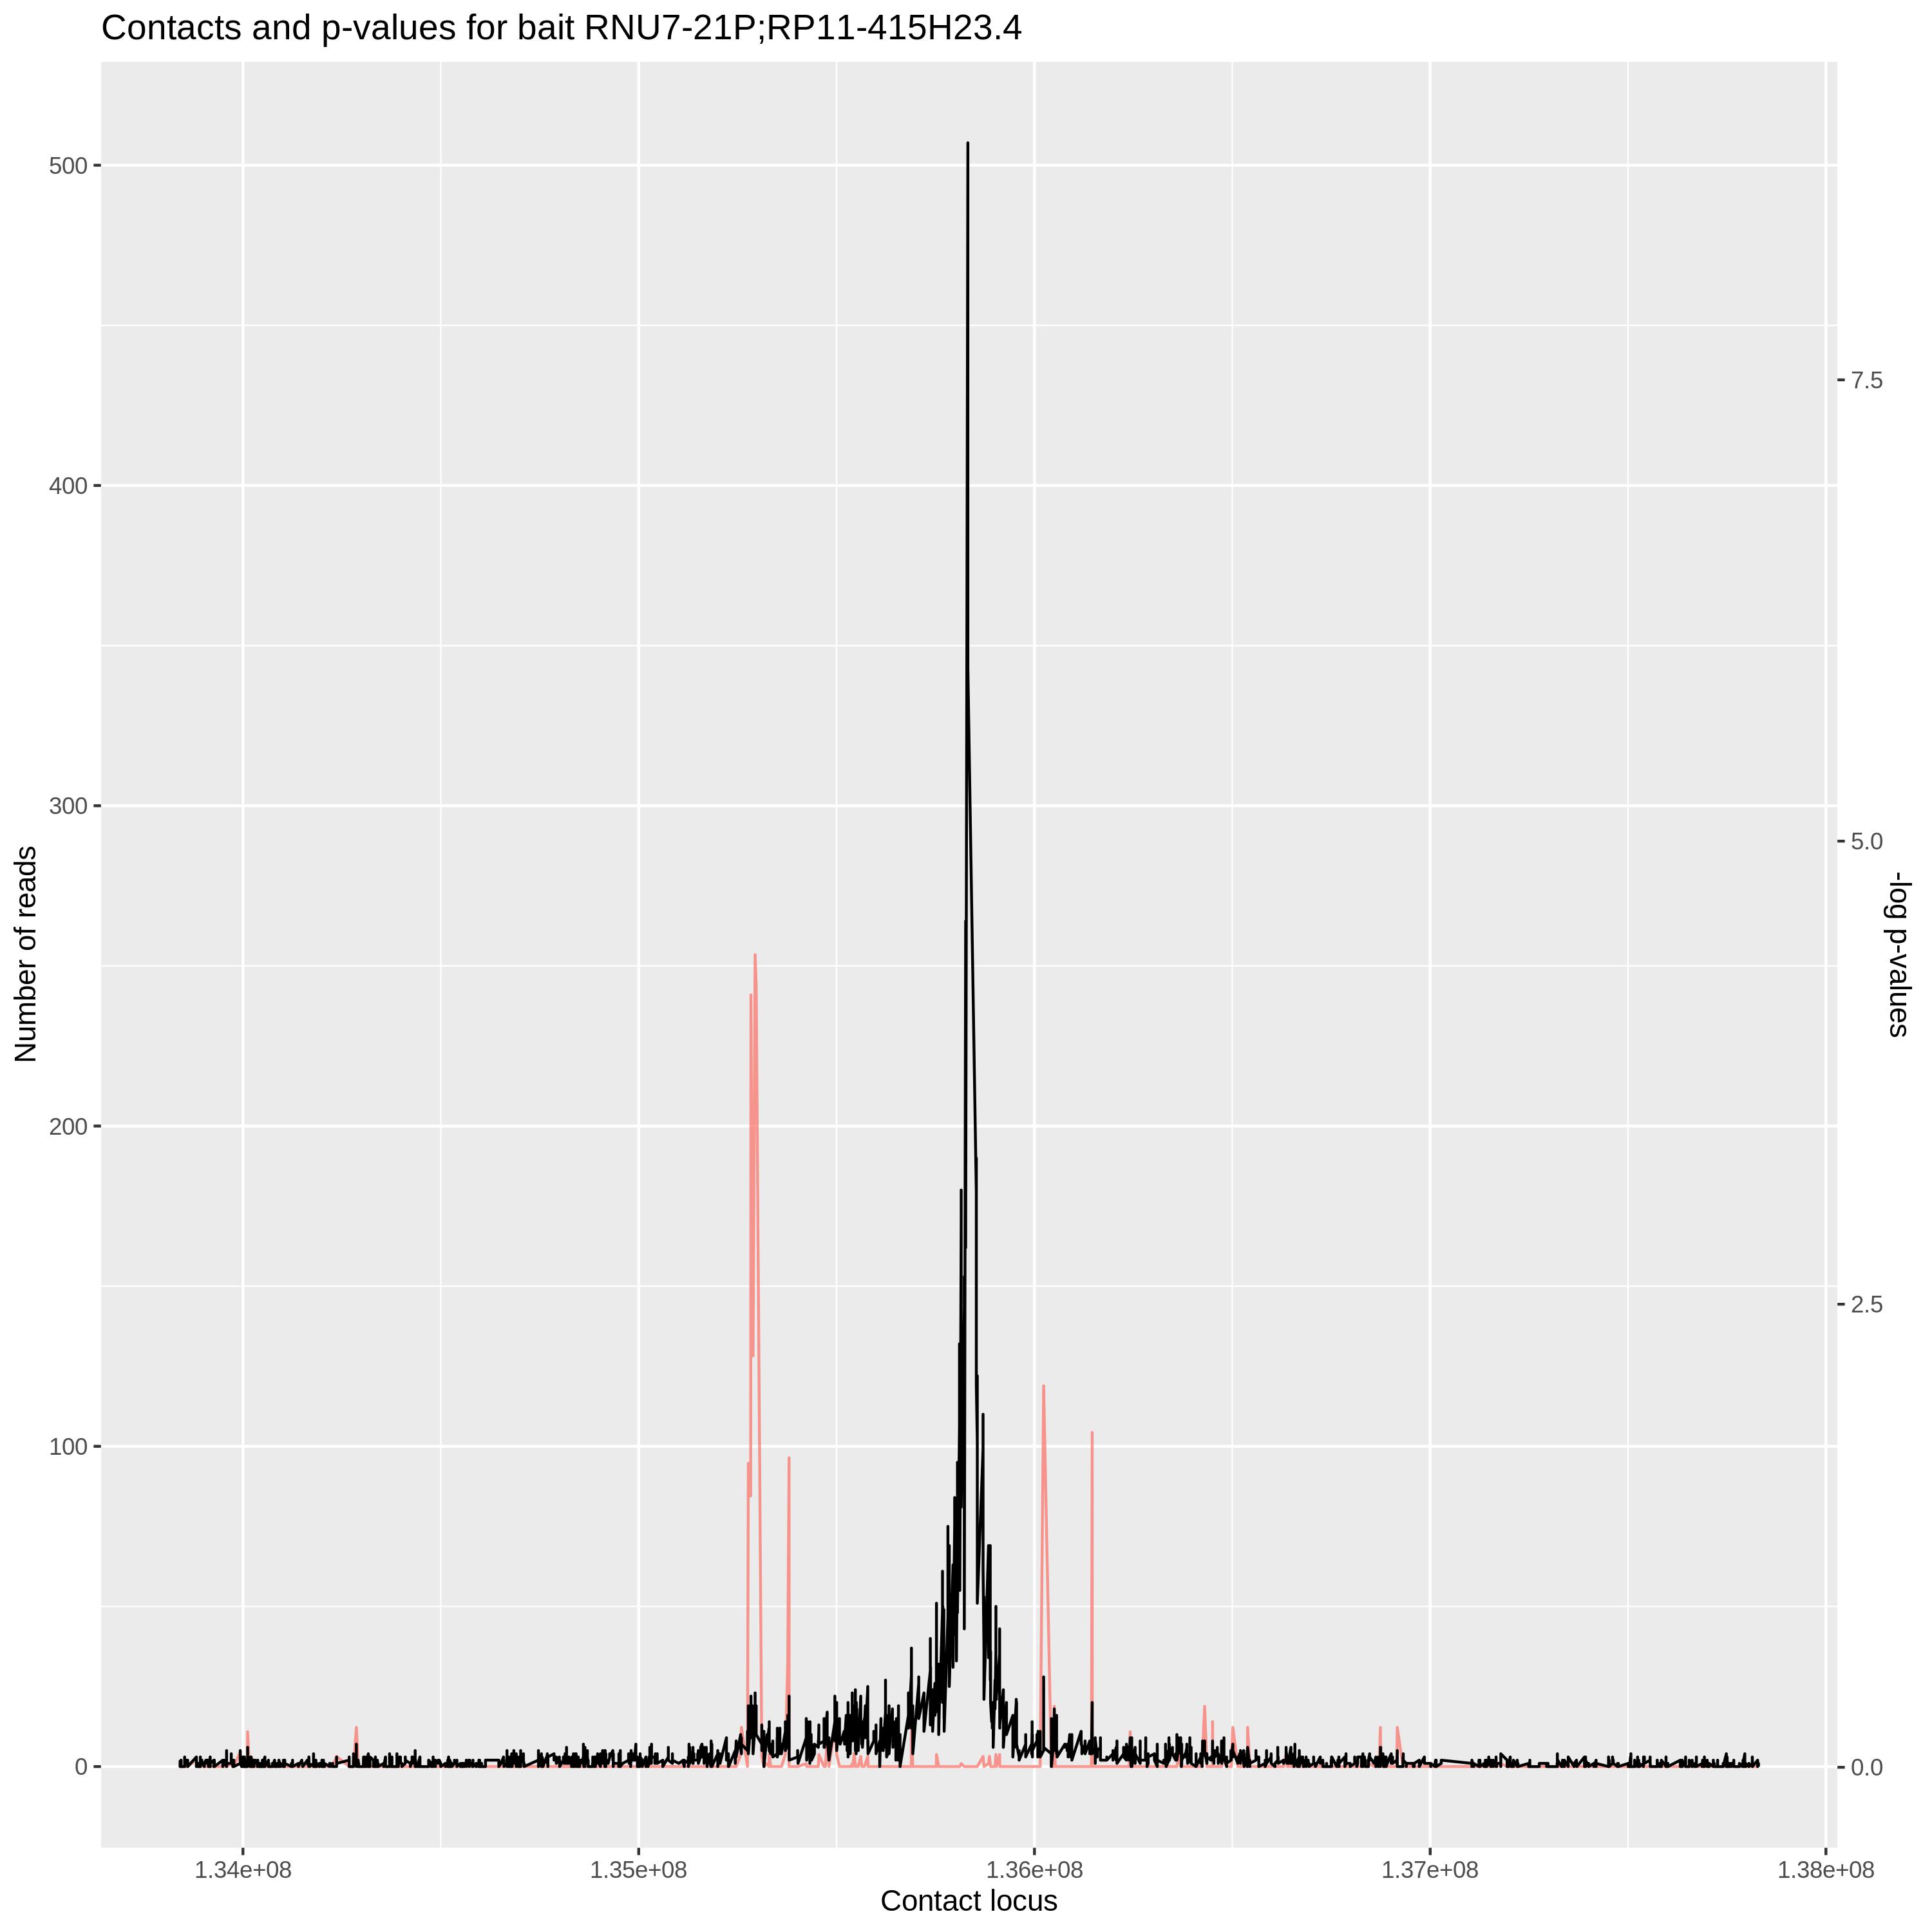 Contacts and p-values for bait RNU7-21P;RP11-415H23.4
500
400
300
200
100
0
Number of reads
7.5
5.0
2.5
0.0
-log p-values
1.34e+08 1.35e+08 1.36e+08 1.37e+08 1.38e+08
Contact locus